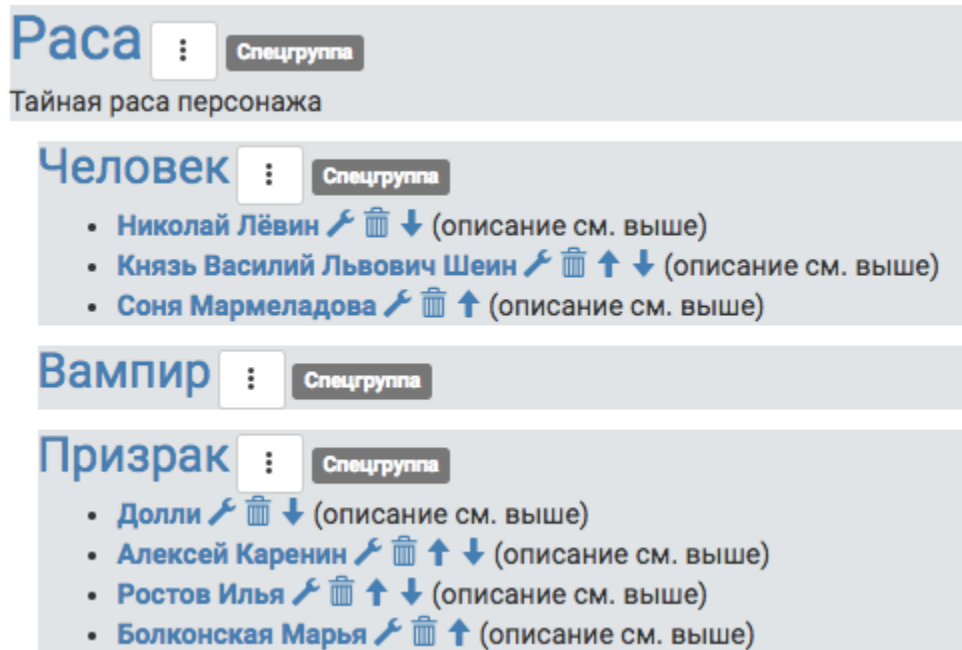 Раса Спецгруппа
Тайная раса персонажа
Человек Спецгруппа
Николай Лёвин (описание см. выше)
Князь Василий Львович Шеин (описание см. выше)
Соня Мармеладова (описание см. выше)
Вампир Спецгруппа
Призрак Спецгруппа
Долли (описание см. выше)
Алексей Каренин (описание см. выше)
Ростов Илья (описание см. выше)
Болконская Марья (описание см. выше)